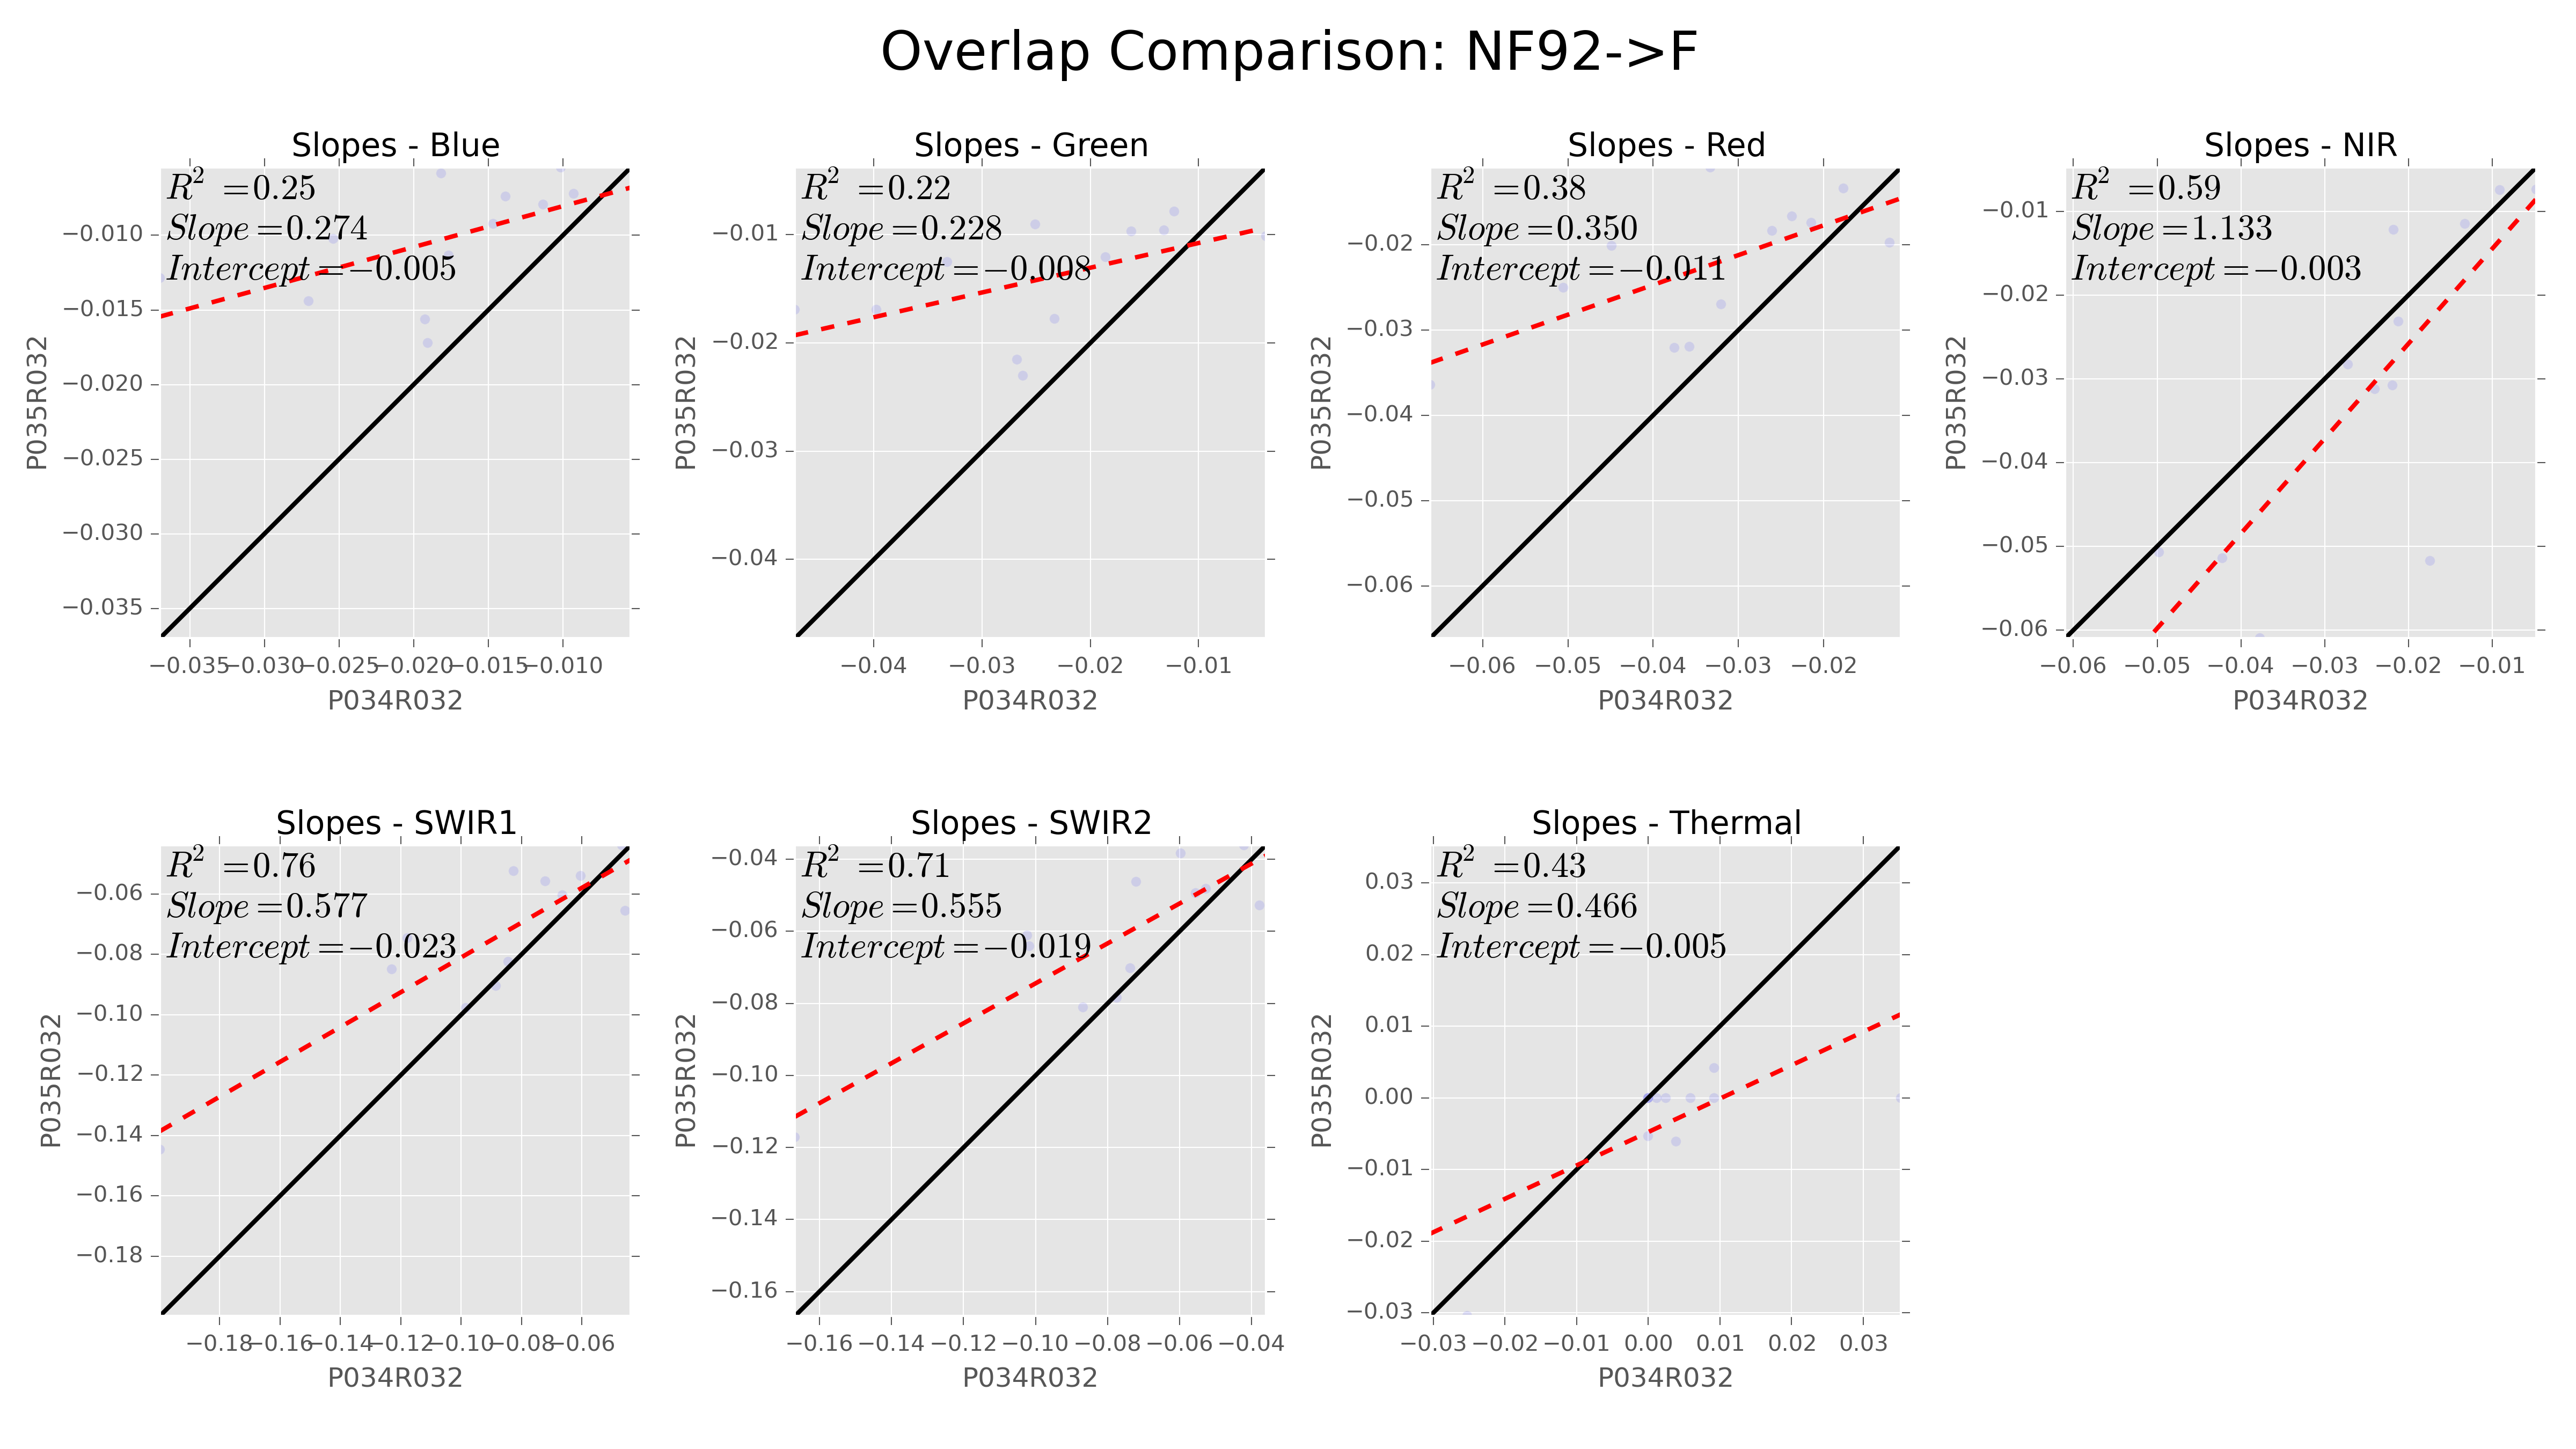 Overlap Comparison: NF92->F
Slopes - Blue
R² =0.25
Slope=0.274
Intercept=−0.005
−0.010
−0.015
−0.020
−0.025
−0.030
−0.035
P035R032
−0.035 −0.030 −0.025 −0.020 −0.015 −0.010
P034R032
Slopes - Green
R² =0.22
Slope=0.228
Intercept=−0.008
−0.01
−0.02
−0.03
−0.04
P035R032
−0.04 −0.03 −0.02 −0.01
P034R032
Slopes - Red
R² =0.38
Slope=0.350
Intercept=−0.011
−0.02
−0.03
−0.04
−0.05
−0.06
P035R032
−0.06 −0.05 −0.04 −0.03 −0.02
P034R032
Slopes - NIR
R² =0.59
Slope=1.133
Intercept=−0.003
−0.01
−0.02
−0.03
−0.04
−0.05
−0.06
P035R032
−0.06 −0.05 −0.04 −0.03 −0.02 −0.01
P034R032
Slopes - SWIR1
R² =0.76
Slope=0.577
Intercept=−0.023
−0.06
−0.08
−0.10
−0.12
−0.14
−0.16
−0.18
P035R032
−0.18 −0.16 −0.14 −0.12 −0.10 −0.08 −0.06
P034R032
Slopes - SWIR2
R² =0.71
Slope=0.555
Intercept=−0.019
−0.04
−0.06
−0.08
−0.10
−0.12
−0.14
−0.16
P035R032
−0.16 −0.14 −0.12 −0.10 −0.08 −0.06 −0.04
P034R032
Slopes - Thermal
R² =0.43
Slope=0.466
Intercept=−0.005
0.03
0.02
0.01
0.00
−0.01
−0.02
−0.03
P035R032
−0.03 −0.02 −0.01 0.00 0.01 0.02 0.03
P034R032